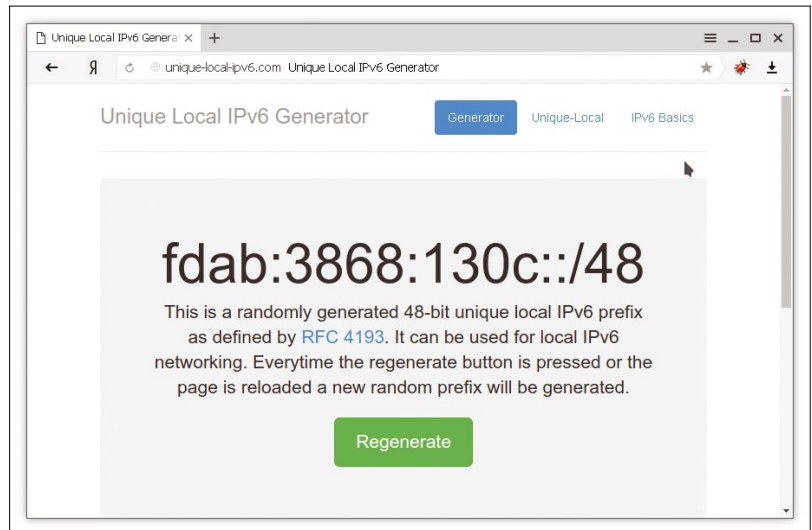 Unique Local IPv6 Genera
Я unique-local-ipv6.com Unique Local IPv6 Generator
Unique Local IPv6 Generator
Generator Unique-Local IPv6 Basics
fdab:3868:130c::/48
This is a randomly generated 48-bit unique local IPv6 prefix
as defined by RFC 4193. It can be used for local IPv6
networking. Everytime the regenerate button is pressed or the
page is reloaded a new random prefix will be generated.
Regenerate